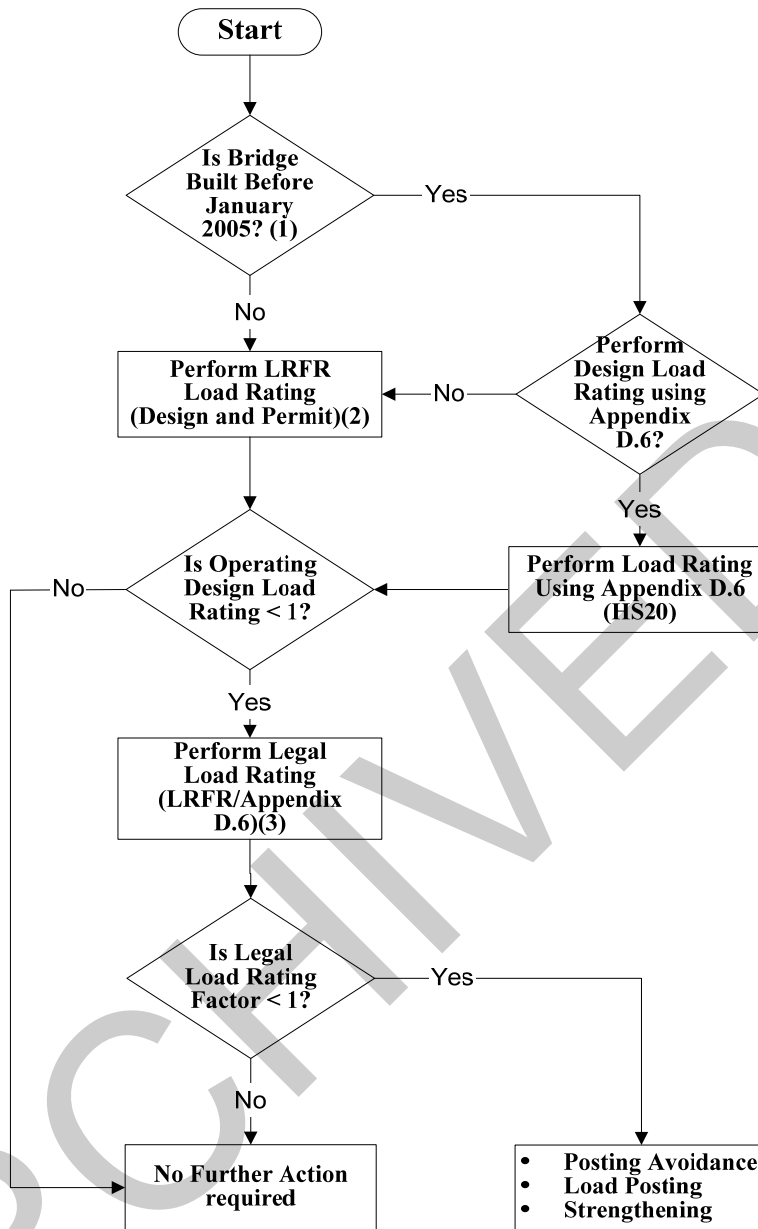 Start
Is Bridge
Built Before
January
2005? (1)
Yes
No
Perform LRFR
Load Rating
(Design and Permit)(2)
No
Perform
Design Load
Rating using
Appendix
D.6?
Yes
Is Operating
Design Load
Rating < 1?
No
Perform Load Rating
Using Appendix D.6
(HS20)
Yes
Perform Legal
Load Rating
(LRFR/Appendix
D.6)(3)
Is Legal
Load Rating
Factor < 1?
Yes
No
No Further Action
required
• Posting Avoidance
• Load Posting
• Strengthening
RCHIVED